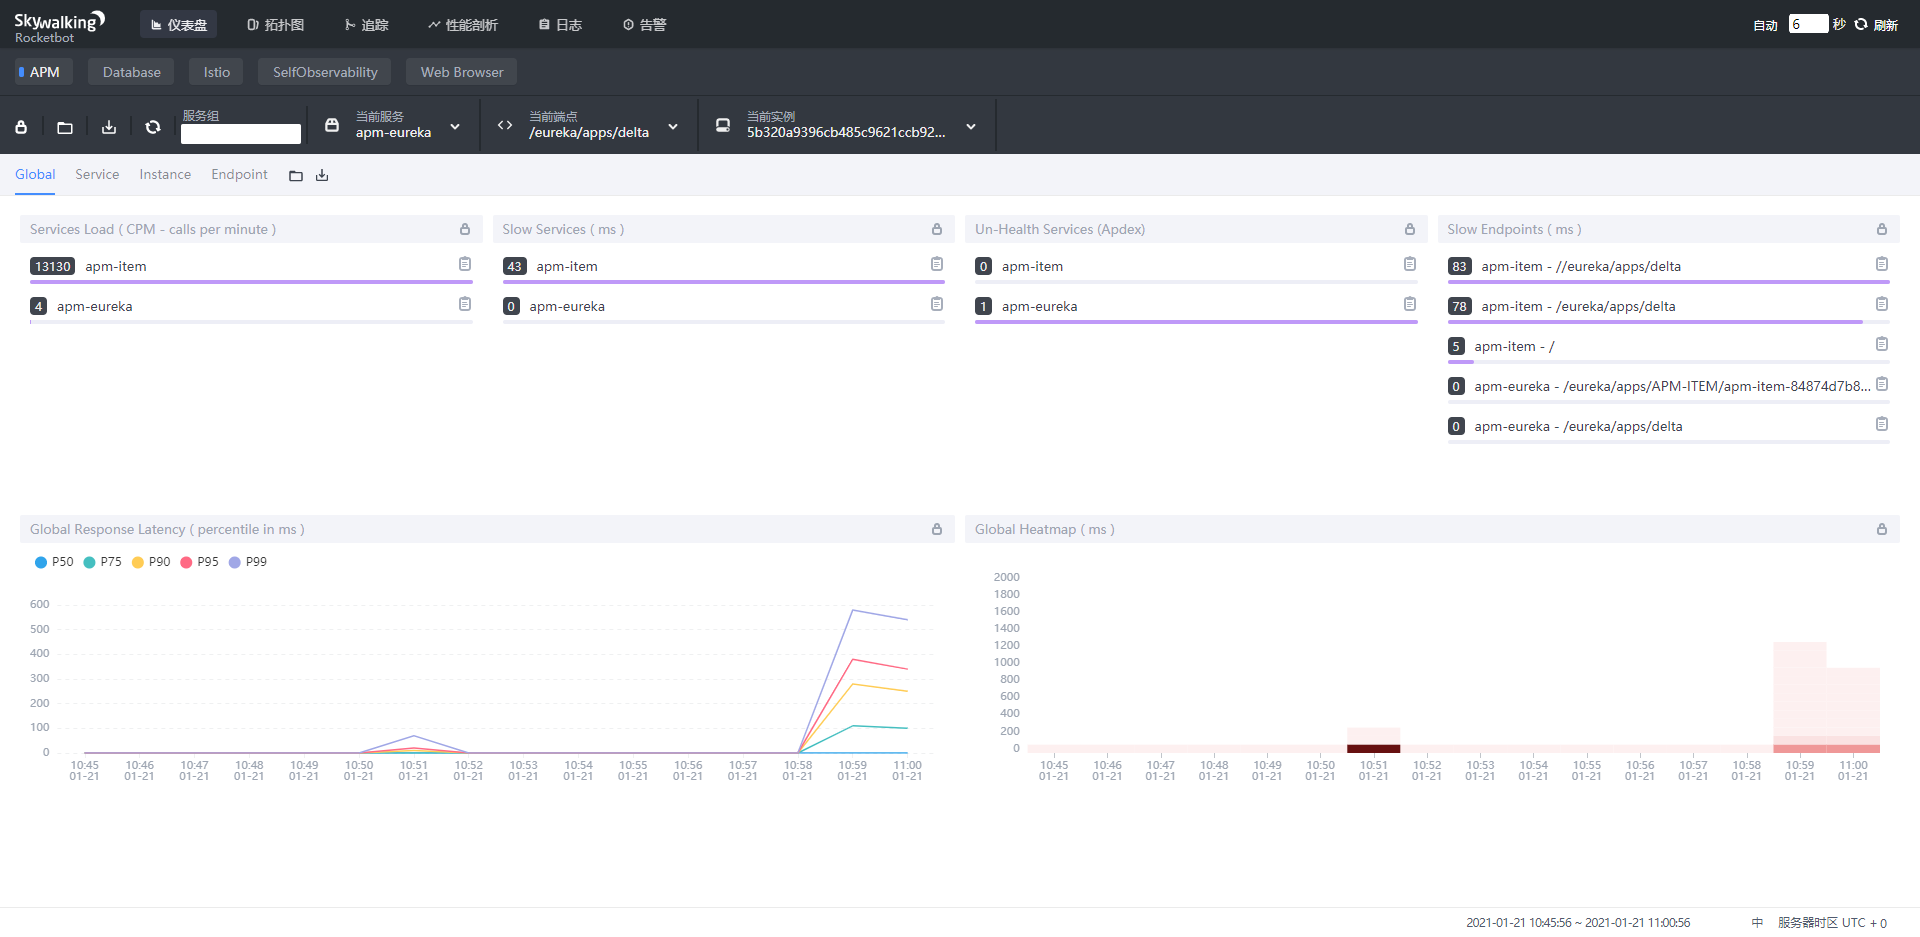 Skywalking
Rocketbot
仪表盘 拓扑图 追踪 性能剖析 日志 告警
自动 6 秒 刷新
APM Database Istio SelfObservability Web Browser
服务组
当前服务
apm-eureka
当前端点
/eureka/apps/delta
当前实例
5b320a9396cb485c9621ccb92...
Global Service Instance Endpoint
Services Load ( CPM - calls per minute )
13130 apm-item
4 apm-eureka
Slow Services ( ms )
43 apm-item
0 apm-eureka
Un-Health Services (Apdex)
0 apm-item
1 apm-eureka
Slow Endpoints ( ms )
83 apm-item - //eureka/apps/delta
78 apm-item - /eureka/apps/delta
5 apm-item - /
0 apm-eureka - /eureka/apps/APM-ITEM/apm-item-84874d7b8...
0 apm-eureka - /eureka/apps/delta
Global Response Latency ( percentile in ms )
P50 P75 P90 P95 P99
600
500
400
300
200
100
0
10:45 10:46 10:47 10:48 10:49 10:50 10:51 10:52 10:53 10:54 10:55 10:56 10:57 10:58 10:59 11:00
01-21 01-21 01-21 01-21 01-21 01-21 01-21 01-21 01-21 01-21 01-21 01-21 01-21 01-21 01-21 01-21
Global Heatmap ( ms )
2000
1800
1600
1400
1200
1000
800
600
400
200
0
10:45 10:46 10:47 10:48 10:49 10:50 10:51 10:52 10:53 10:54 10:55 10:56 10:57 10:58 10:59 11:00
01-21 01-21 01-21 01-21 01-21 01-21 01-21 01-21 01-21 01-21 01-21 01-21 01-21 01-21 01-21 01-21
2021-01-21 10:45:56 ~ 2021-01-21 11:00:56 中 服务器时区 UTC + 0